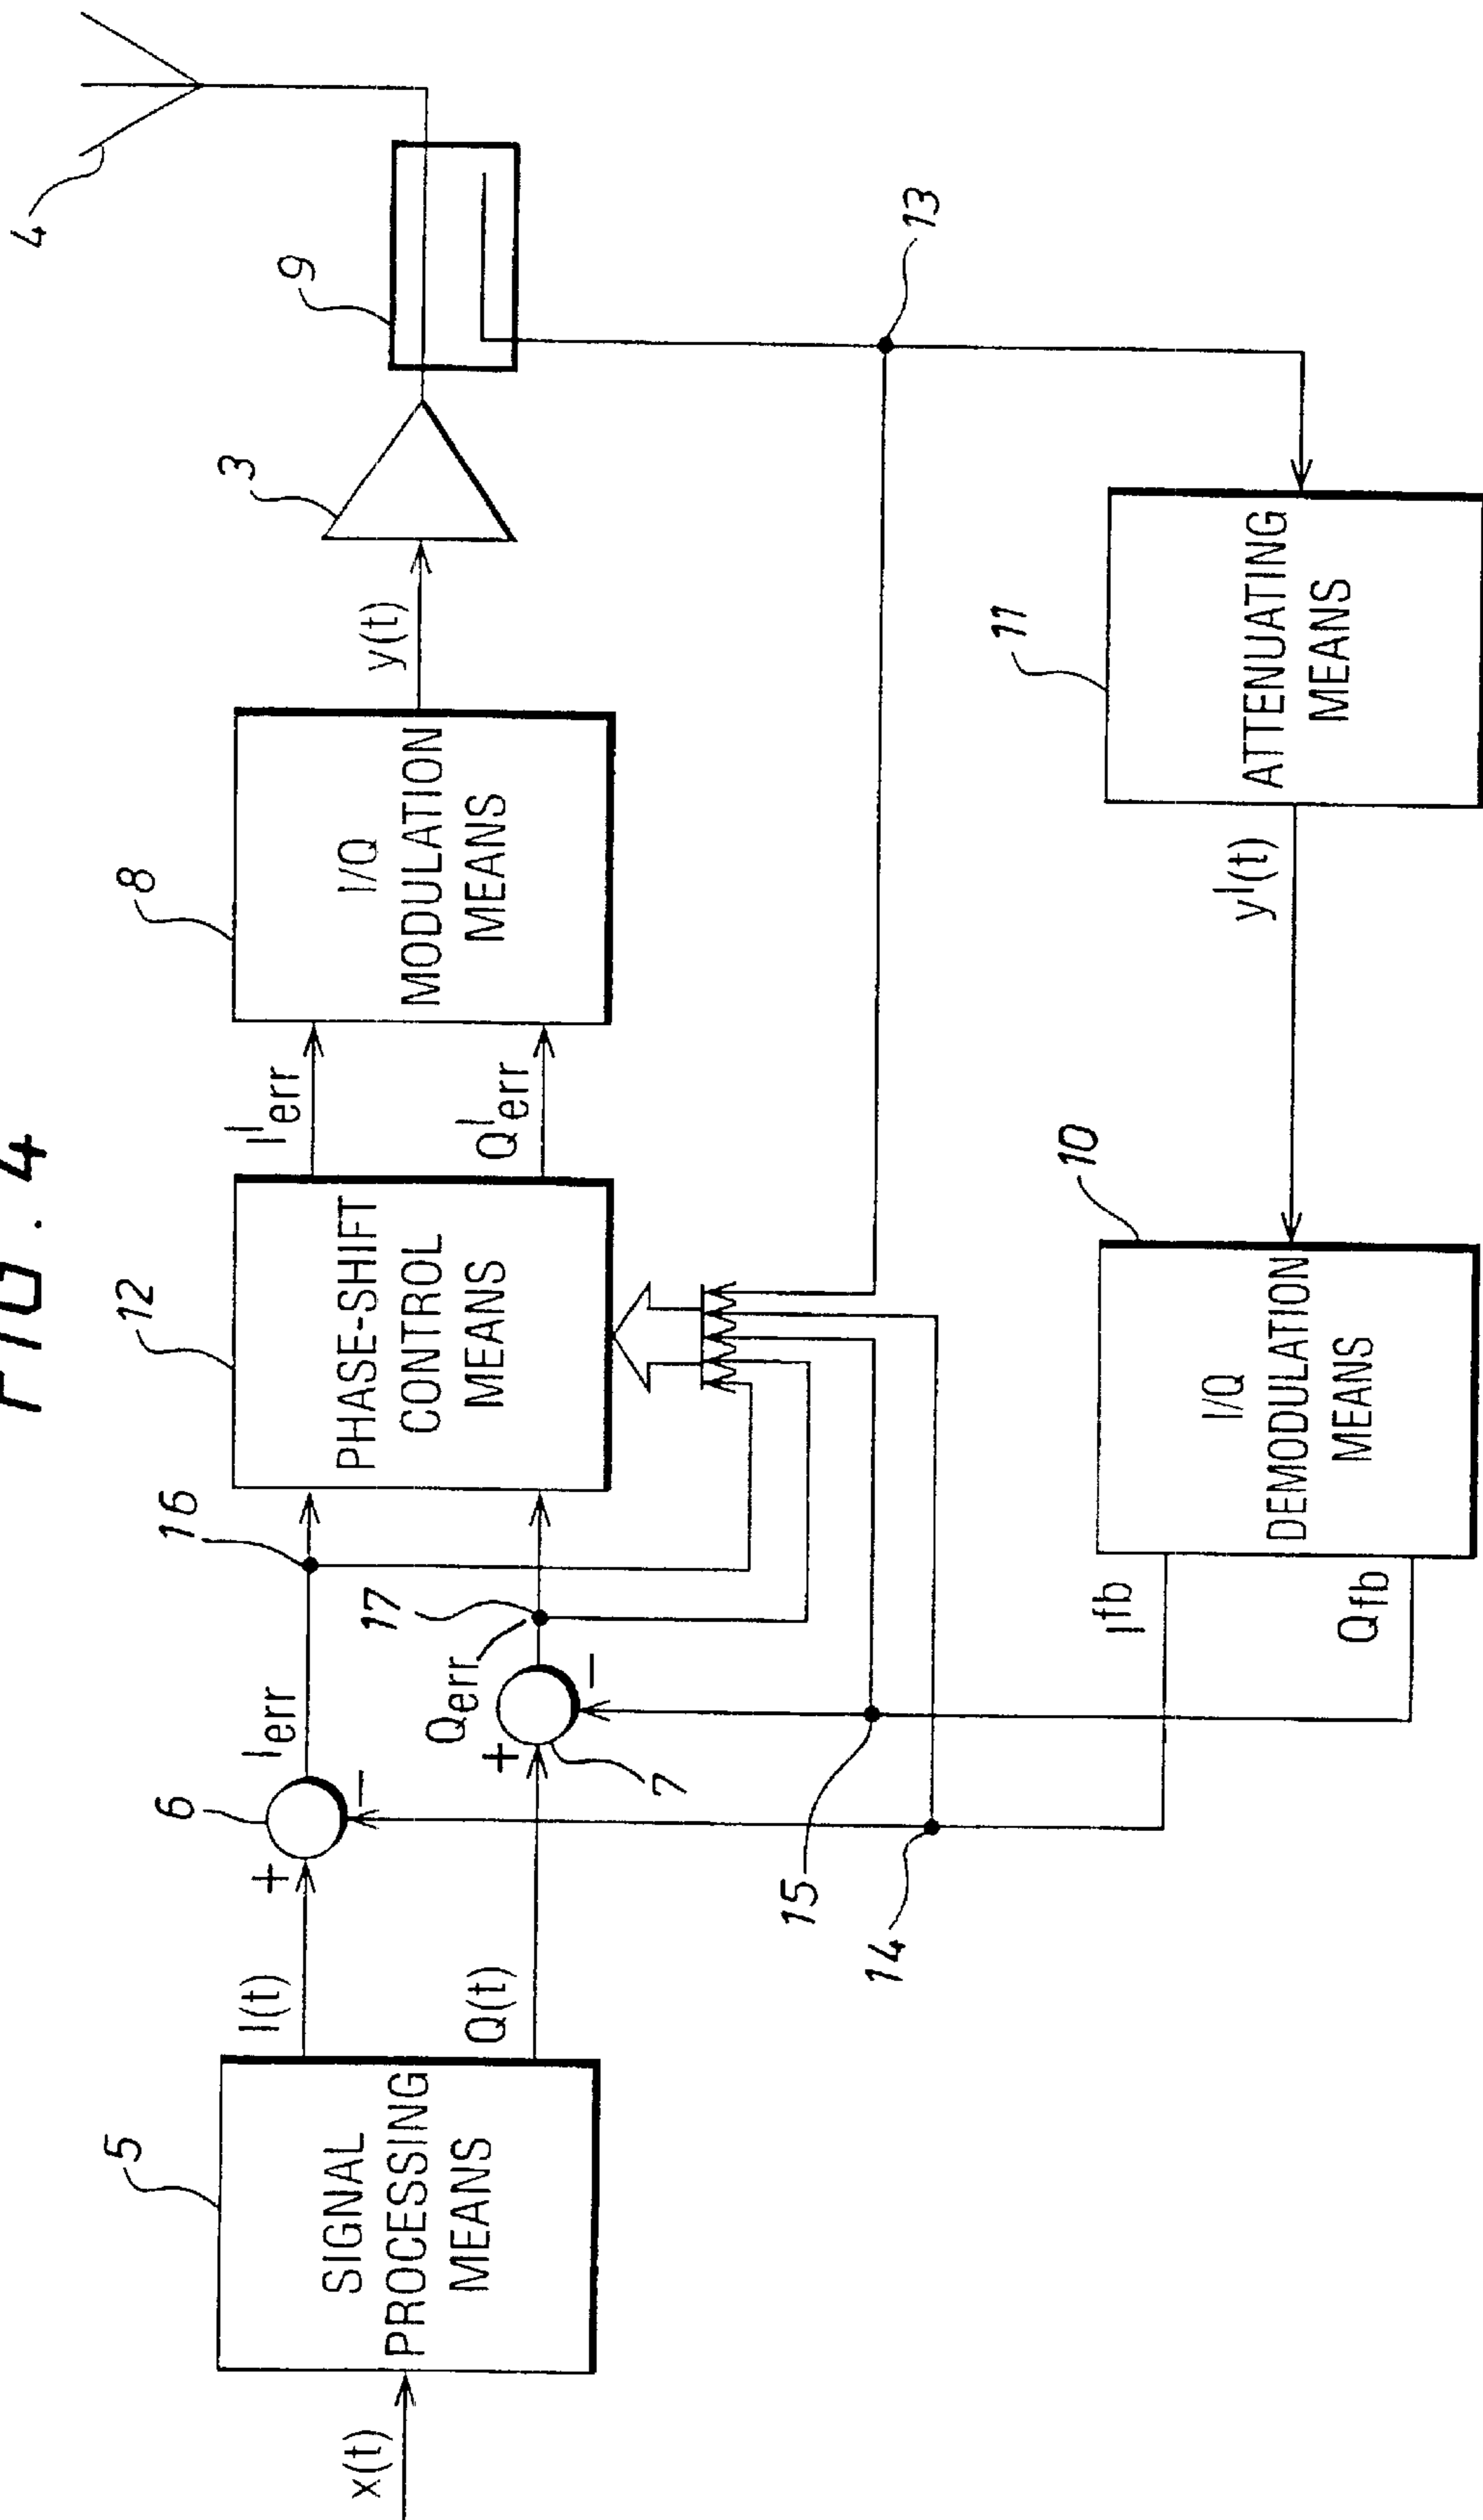 FIG. 4
x(t)
5
SIGNAL
PROCESSING
MEANS
I(t)
Q(t)
6
+
−
Ierr
7
+
−
Qerr
16
17
12
PHASE-SHIFT
CONTROL
MEANS
I'err
Q'err
8
I/Q
MODULATION
MEANS
y(t)
3
9
4
13
14
15
11
ATTENUATING
MEANS
y'(t)
10
I/Q
DEMODULATION
MEANS
Ifb
Qfb